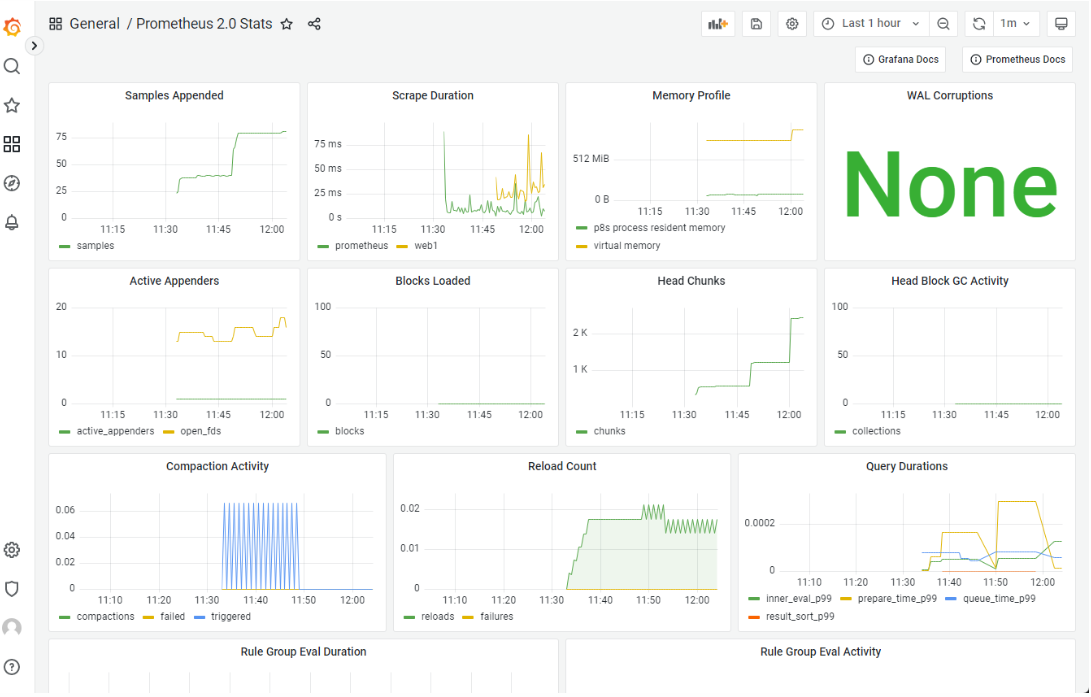 General / Prometheus 2.0 Stats
Last 1 hour
1m
Grafana Docs
Prometheus Docs
Samples Appended
75
50
25
0
11:15 11:30 11:45 12:00
samples
Scrape Duration
75 ms
50 ms
25 ms
0 s
11:15 11:30 11:45 12:00
prometheus web1
Memory Profile
512 MiB
0 B
11:15 11:30 11:45 12:00
p8s process resident memory
virtual memory
WAL Corruptions
None
Active Appenders
20
10
0
11:15 11:30 11:45 12:00
active_appenders open_fds
Blocks Loaded
100
50
0
11:15 11:30 11:45 12:00
blocks
Head Chunks
2 K
1 K
11:15 11:30 11:45 12:00
chunks
Head Block GC Activity
100
50
0
11:15 11:30 11:45 12:00
collections
Compaction Activity
0.06
0.04
0.02
0
11:10 11:20 11:30 11:40 11:50 12:00
compactions failed triggered
Reload Count
0.02
0.01
0
11:10 11:20 11:30 11:40 11:50 12:00
reloads failures
Query Durations
0.0002
0
11:10 11:20 11:30 11:40 11:50 12:00
inner_eval_p99 prepare_time_p99 queue_time_p99
result_sort_p99
Rule Group Eval Duration
Rule Group Eval Activity